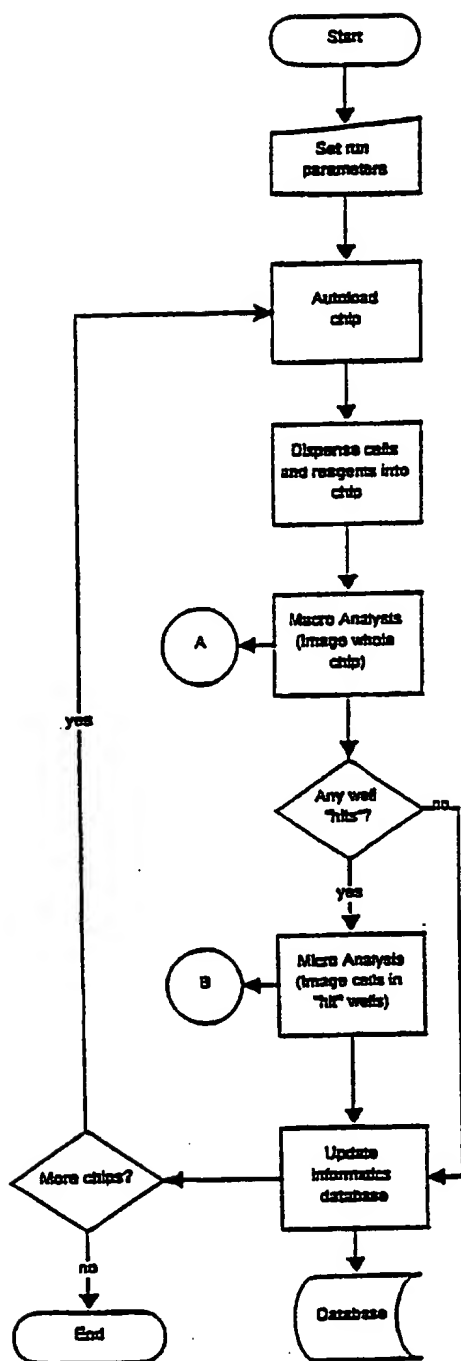 Start
Set run
parameters
Autoload
chip
Dispense cells
and reagents into
chip
Macro Analysis
(Image whole
chip)
A
yes
Any well
"hits"?
no
yes
Micro Analysis
(Image cells in
"hit" wells)
B
Update
informatics
database
More chips?
no
End
Database